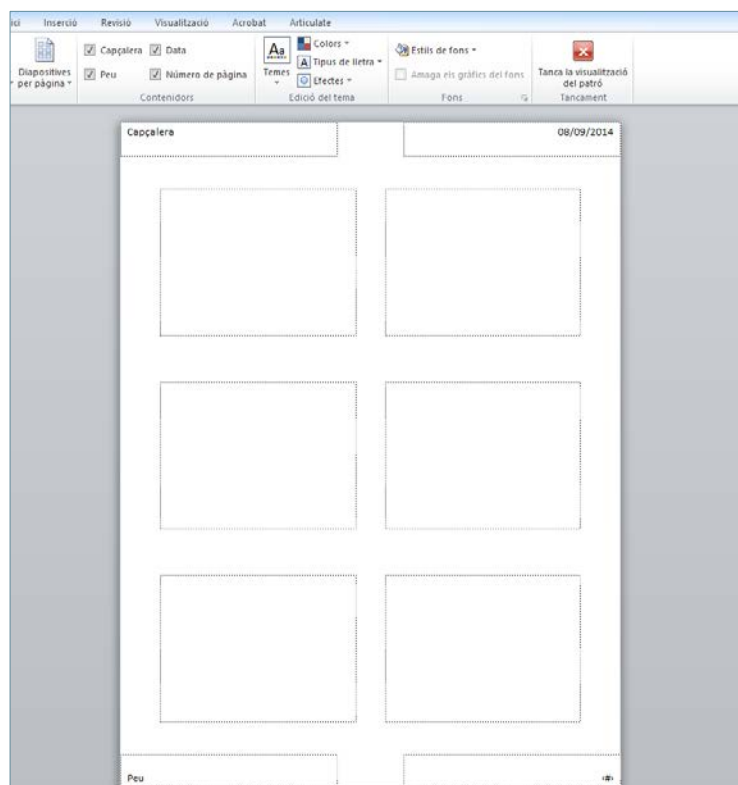 ici Inserció Revisió Visualització Acrobat Articulate
Diapositives
per pàgina
Capçalera
Data
Peu
Número de pàgina
Contenidors
Aa
Temes
Colors
A Tipus de lletra
Efectes
Edició del tema
Estils de fons
Amaga els gràfics del fons
Fons
Tanca la visualització
del patró
Tancament
Capçalera
08/09/2014
Peu
‹#›